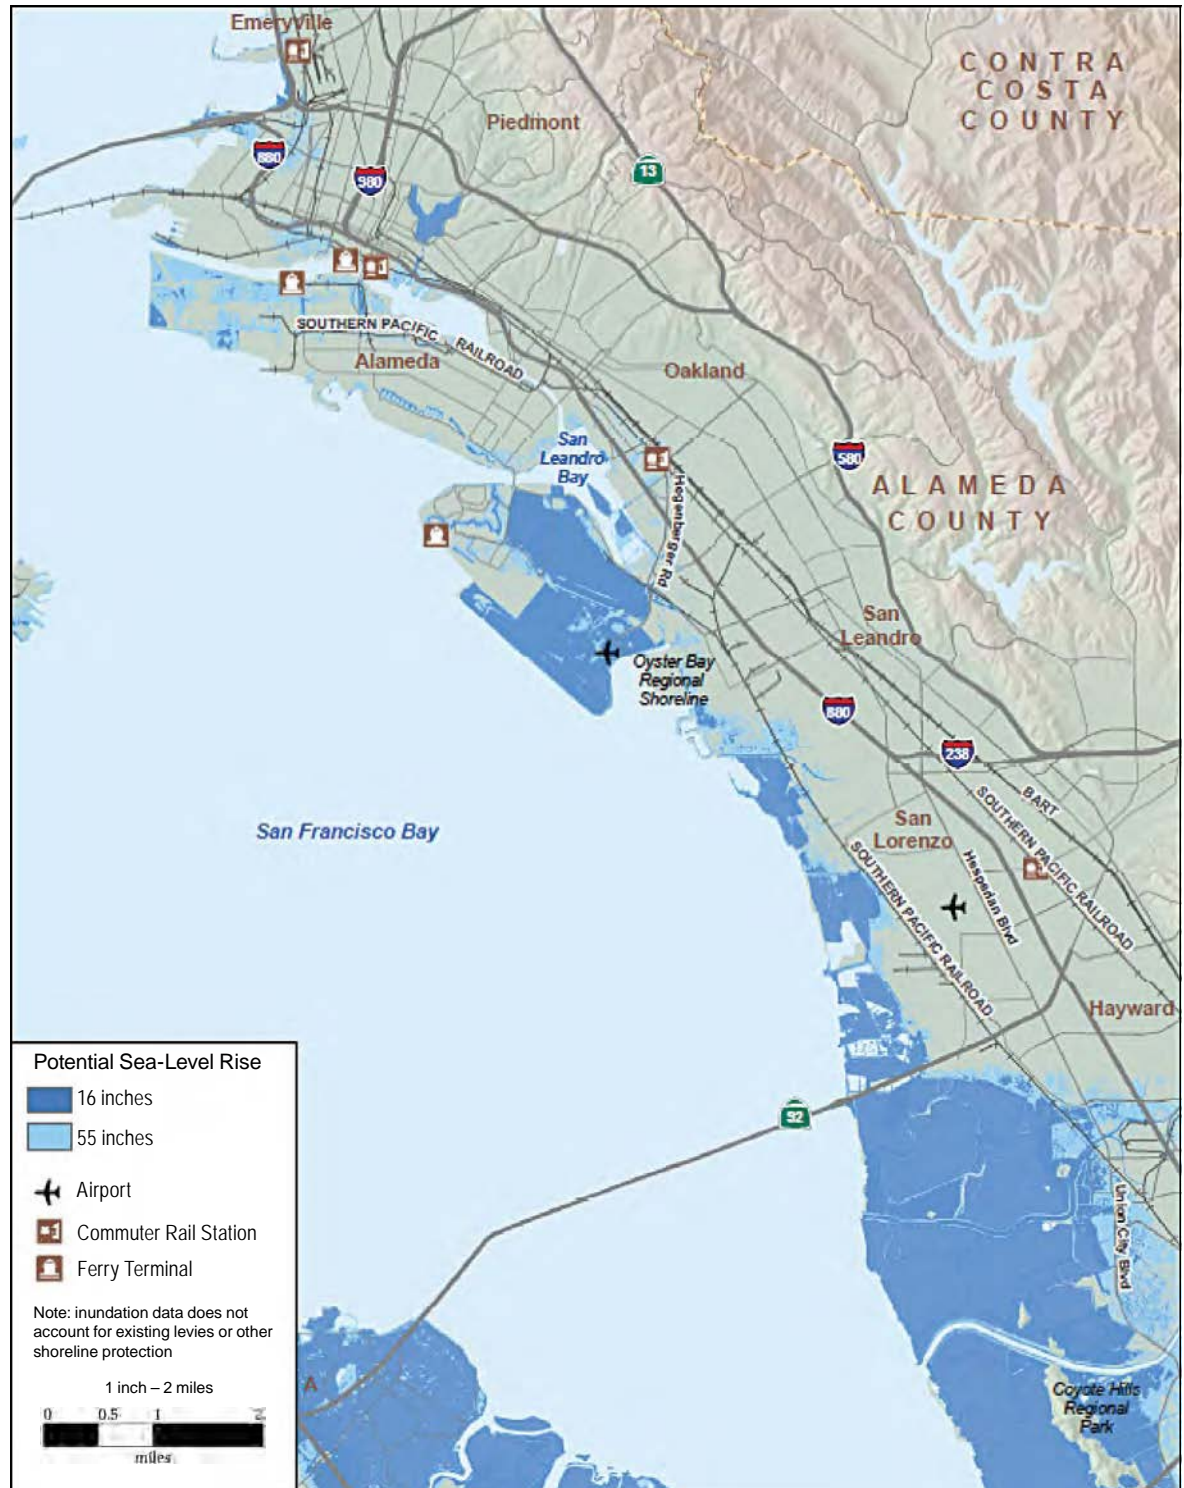 Emeryville
CONTRA
COSTA
COUNTY
Piedmont
880
980
13
SOUTHERN PACIFIC RAILROAD
Alameda
Oakland
San
Leandro
Bay
580
ALAMEDA
COUNTY
Hegenberger Rd
San
Leandro
Oyster Bay
Regional
Shoreline
880
238
BART
SOUTHERN PACIFIC RAILROAD
San Francisco Bay
San
Lorenzo
Hesperian Blvd
SOUTHERN PACIFIC RAILROAD
Hayward
92
Union City Blvd
Coyote Hills
Regional
Park
A
Potential Sea-Level Rise
16 inches
55 inches
Airport
Commuter Rail Station
Ferry Terminal
Note: inundation data does not
account for existing levies or other
shoreline protection
1 inch – 2 miles
0 0.5 1 2
miles